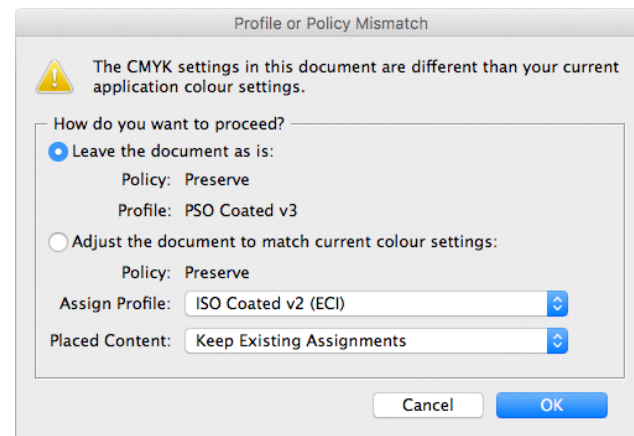 Profile or Policy Mismatch
The CMYK settings in this document are different than your current
application colour settings.
How do you want to proceed?
Leave the document as is:
Policy: Preserve
Profile: PSO Coated v3
Adjust the document to match current colour settings:
Policy: Preserve
Assign Profile: ISO Coated v2 (ECI)
Placed Content: Keep Existing Assignments
Cancel OK